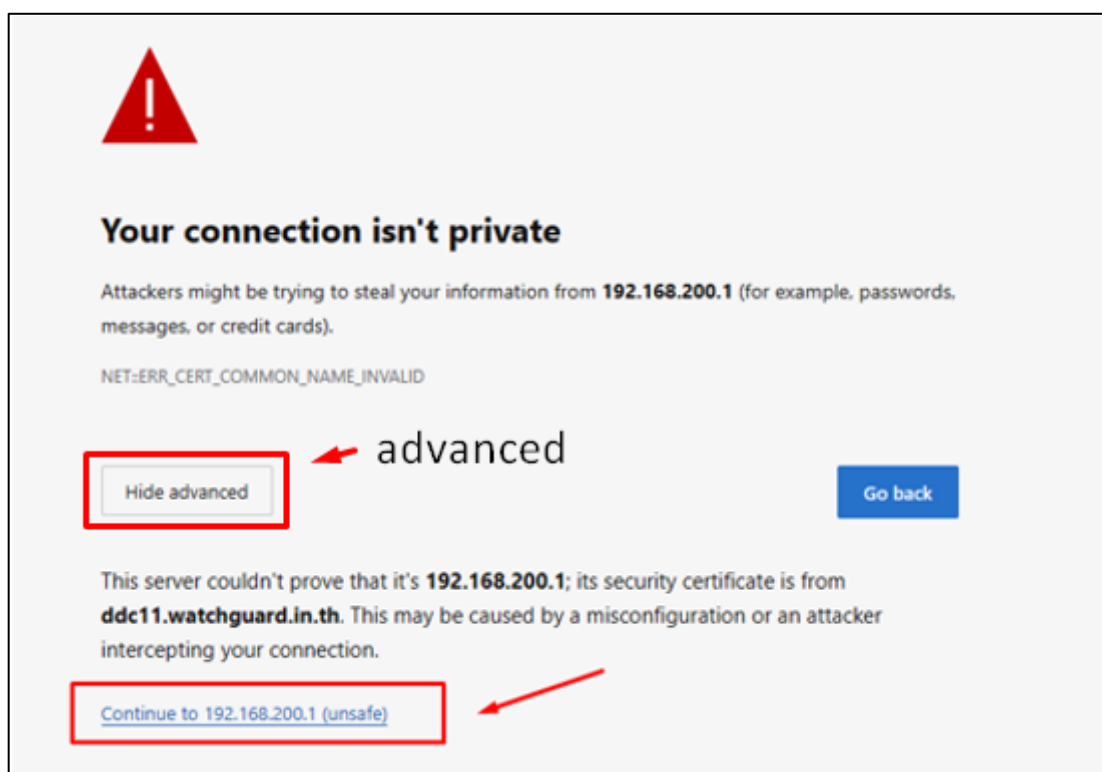 !
Your connection isn't private
Attackers might be trying to steal your information from 192.168.200.1 (for example, passwords,
messages, or credit cards).
NET::ERR_CERT_COMMON_NAME_INVALID
advanced
Hide advanced
Go back
This server couldn't prove that it's 192.168.200.1; its security certificate is from
ddc11.watchguard.in.th. This may be caused by a misconfiguration or an attacker
intercepting your connection.
Continue to 192.168.200.1 (unsafe)